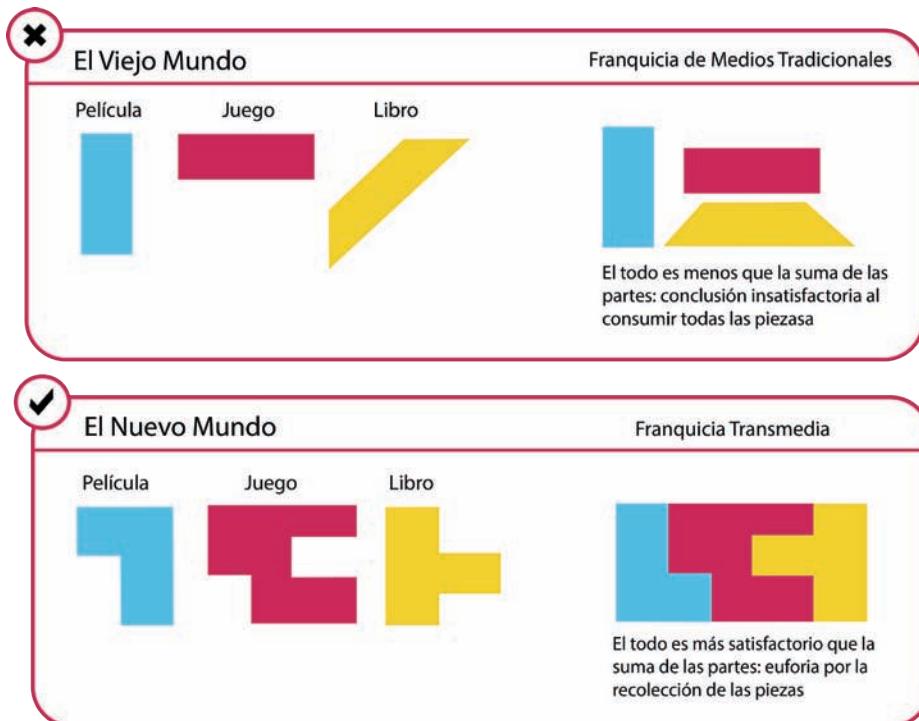 El Viejo Mundo
Franquicia de Medios Tradicionales
Película
Juego
Libro
El todo es menos que la suma de las
partes: conclusión insatisfactoria al
consumir todas las piezasa
El Nuevo Mundo
Franquicia Transmedia
Película
Juego
Libro
El todo es más satisfactorio que la
suma de las partes: euforia por la
recolección de las piezas